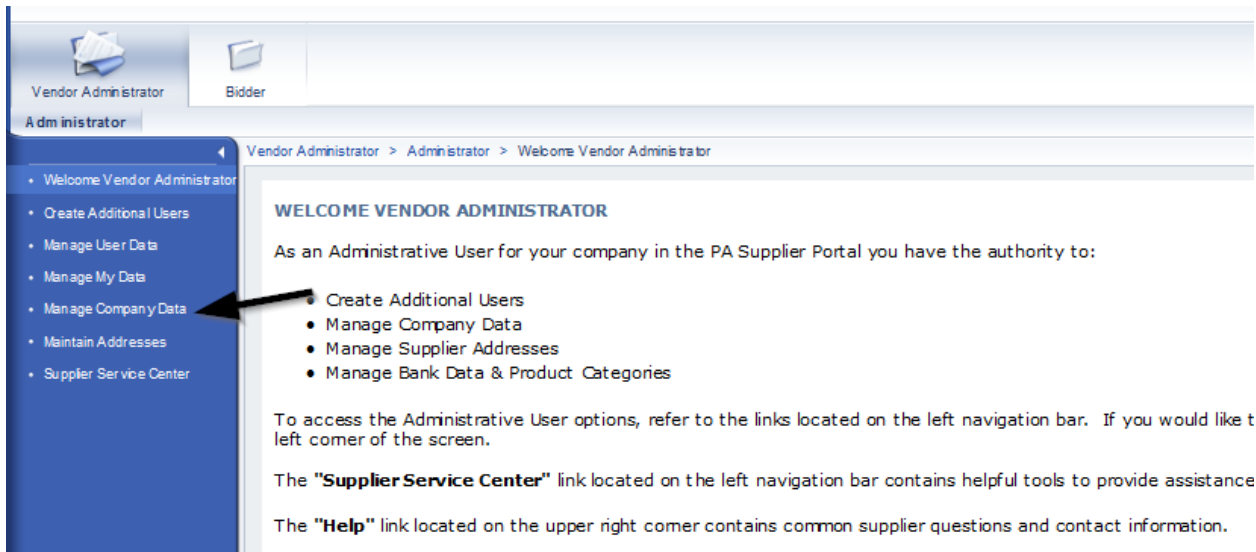 Vendor Administrator
Bidder
Administrator
Vendor Administrator > Administrator > Welcome Vendor Administrator
• Welcome Vendor Administrator
• Create Additional Users
• Manage User Data
• Manage My Data
• Manage Company Data
• Maintain Addresses
• Supplier Service Center
WELCOME VENDOR ADMINISTRATOR
As an Administrative User for your company in the PA Supplier Portal you have the authority to:
• Create Additional Users
• Manage Company Data
• Manage Supplier Addresses
• Manage Bank Data & Product Categories
To access the Administrative User options, refer to the links located on the left navigation bar. If you would like t
left corner of the screen.
The "Supplier Service Center" link located on the left navigation bar contains helpful tools to provide assistance
The "Help" link located on the upper right corner contains common supplier questions and contact information.